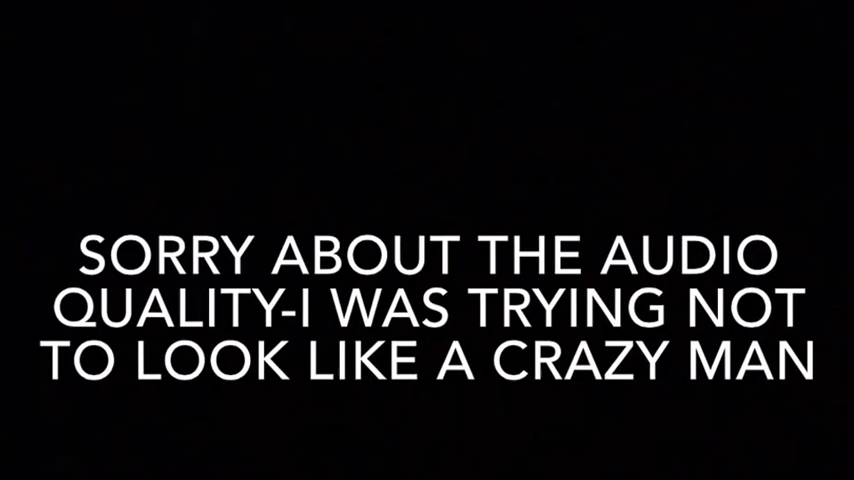 SORRY ABOUT THE AUDIO
QUALITY-I WAS TRYING NOT
TO LOOK LIKE A CRAZY MAN